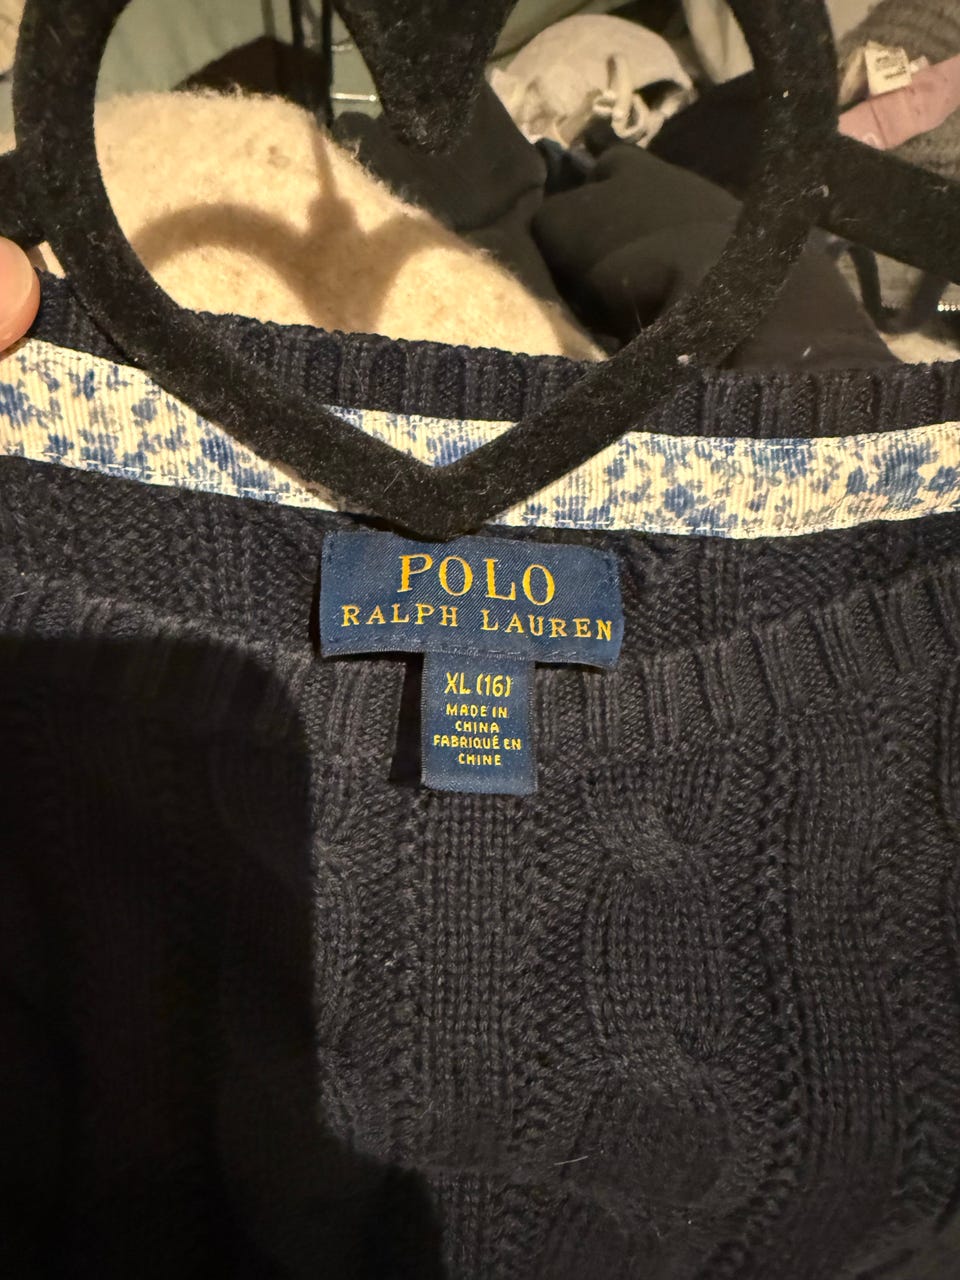 POLO
RALPH LAUREN
XL (16)
MADE IN
CHINA
FABRIQUÉ EN
CHINE